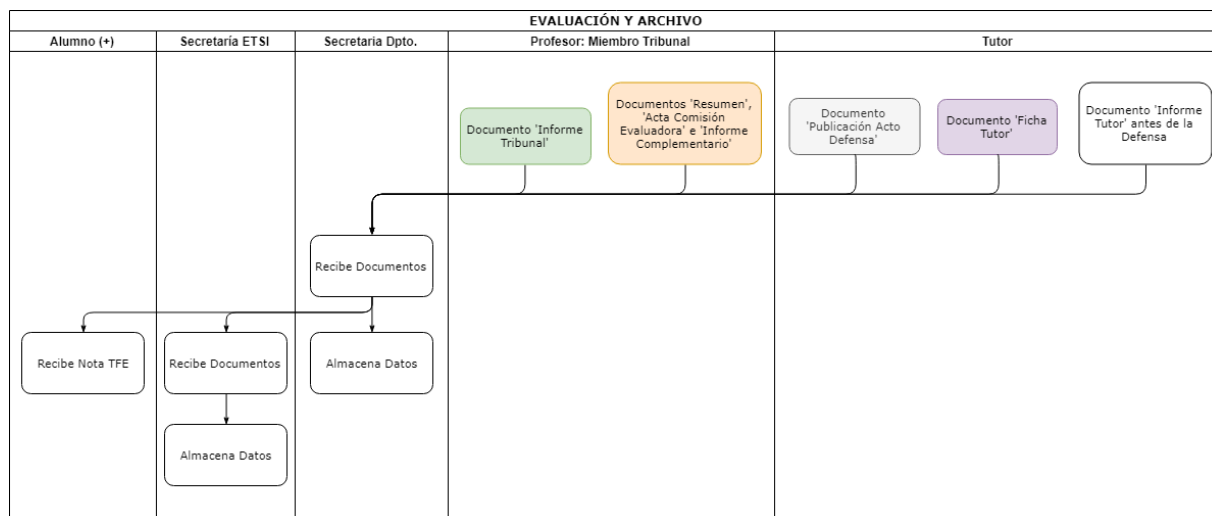 EVALUACIÓN Y ARCHIVO
Alumno (+)
Secretaría ETSI
Secretaria Dpto.
Profesor: Miembro Tribunal
Tutor
Documento 'Informe
Tribunal'
Documentos 'Resumen',
'Acta Comisión
Evaluadora' e 'Informe
Complementario'
Documento
'Publicación Acto
Defensa'
Documento 'Ficha
Tutor'
Documento 'Informe
Tutor' antes de la
Defensa
Recibe Documentos
Recibe Nota TFE
Recibe Documentos
Almacena Datos
Almacena Datos